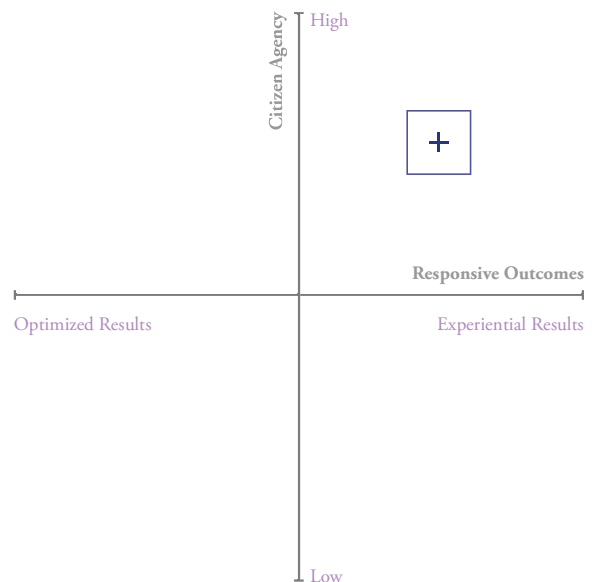 High
Citizen Agency
Responsive Outcomes
Optimized Results
Experiential Results
Low